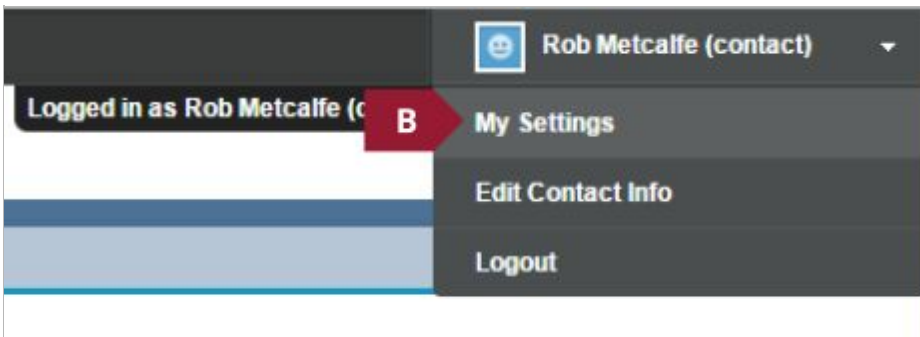 Rob Metcalfe (contact)
Logged in as Rob Metcalfe (
B
My Settings
Edit Contact Info
Logout